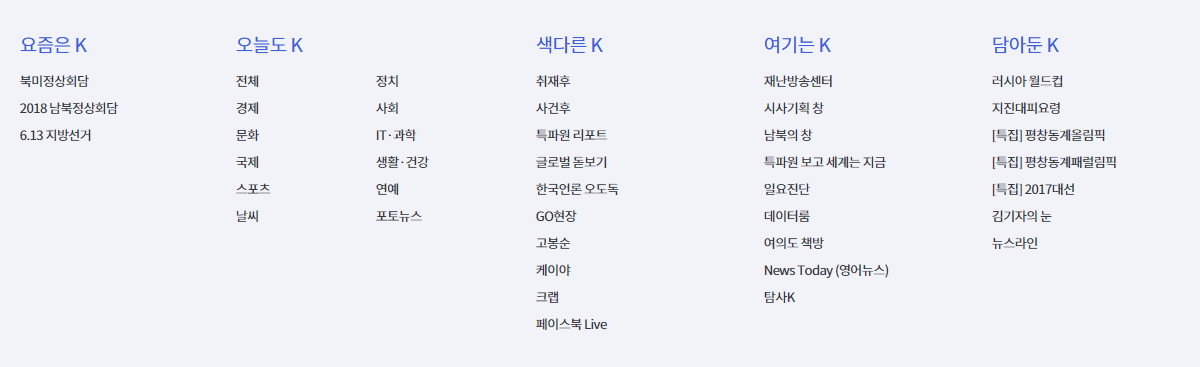 요즘은 K
북미정상회담
2018 남북정상회담
6.13 지방선거
오늘도 K
전체
경제
문화
국제
스포츠
날씨
정치
사회
IT·과학
생활·건강
연예
포토뉴스
색다른 K
취재후
사건후
특파원 리포트
글로벌 돋보기
한국언론 오도독
GO현장
고봉순
케이야
크랩
페이스북 Live
여기는 K
재난방송센터
시사기획 창
남북의 창
특파원 보고 세계는 지금
일요진단
데이터룸
여의도 책방
News Today (영어뉴스)
탐사K
담아둔 K
러시아 월드컵
지진대피요령
[특집] 평창동계올림픽
[특집] 평창동계패럴림픽
[특집] 2017대선
김기자의 눈
뉴스라인